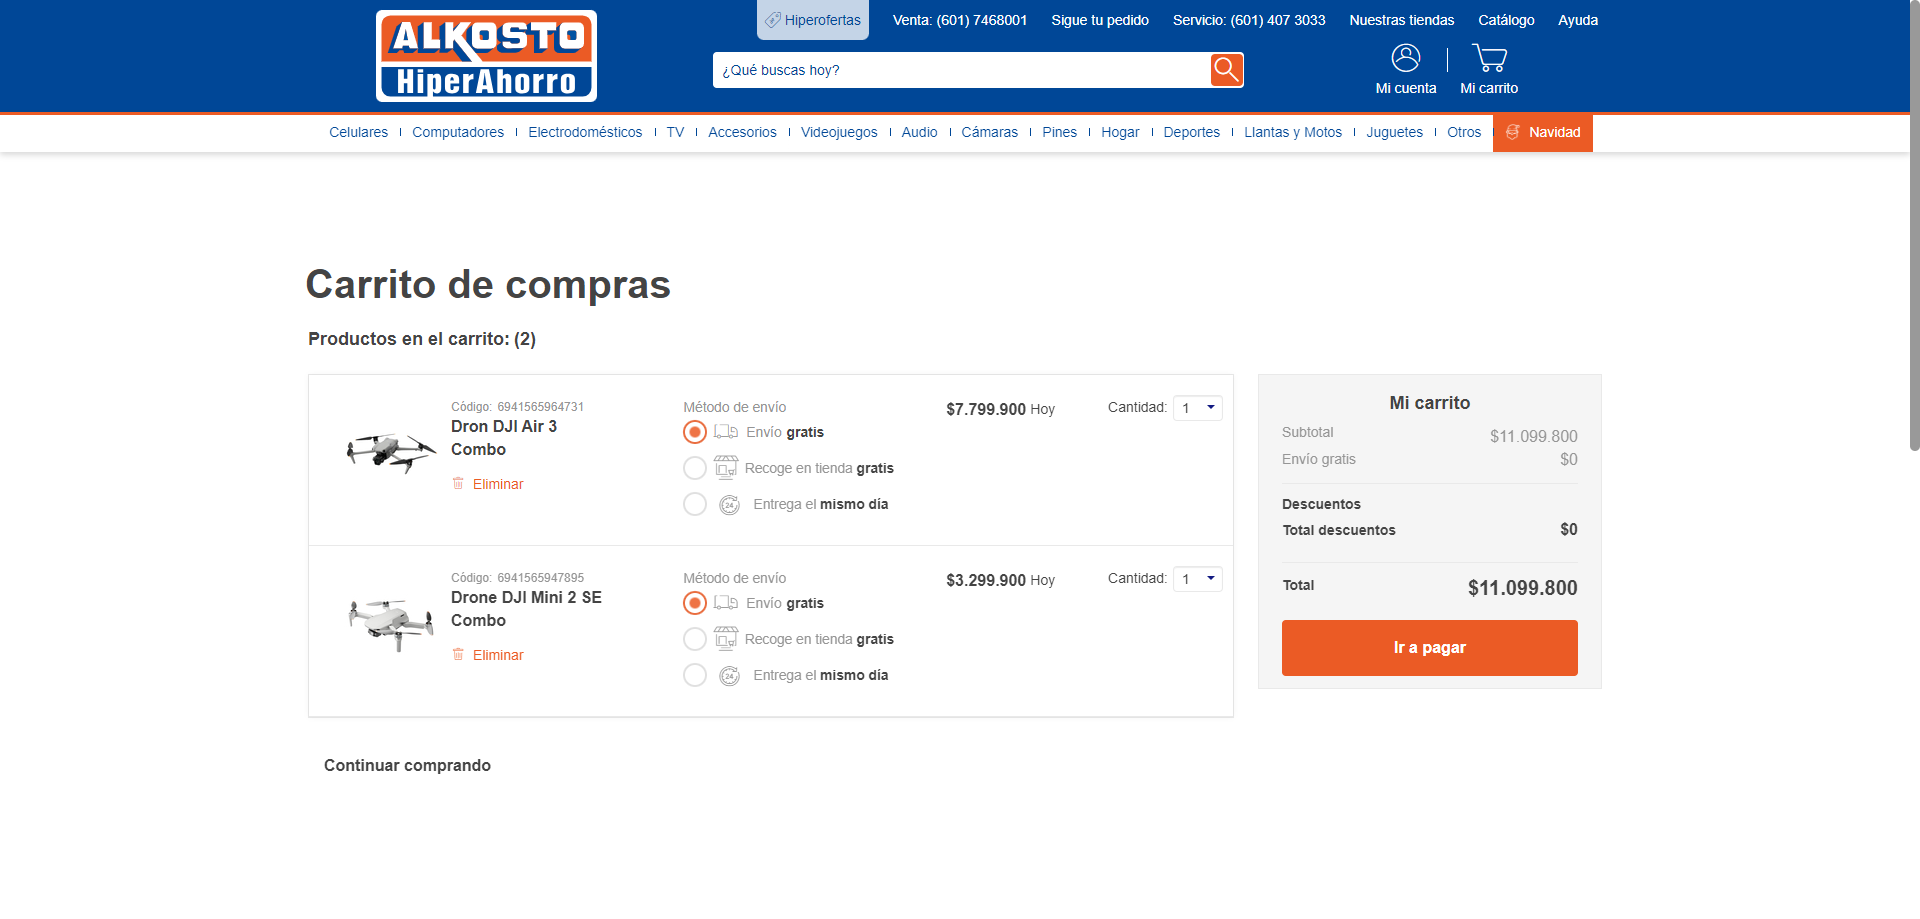 ALKOSTO
HiperAhorro
Hiperofertas
Venta: (601) 7468001
Sigue tu pedido
Servicio: (601) 407 3033
Nuestras tiendas
Catálogo
Ayuda
¿Qué buscas hoy?
Mi cuenta
Mi carrito
Celulares
Computadores
Electrodomésticos
TV
Accesorios
Videojuegos
Audio
Cámaras
Pines
Hogar
Deportes
Llantas y Motos
Juguetes
Otros
Navidad
Carrito de compras
Productos en el carrito: (2)
Código: 6941565964731
Dron DJI Air 3
Combo
Eliminar
Método de envío
Envío gratis
Recoge en tienda gratis
24
Entrega el mismo día
$7.799.900 Hoy
Cantidad: 1
Código: 6941565947895
Drone DJI Mini 2 SE
Combo
Eliminar
Método de envío
Envío gratis
Recoge en tienda gratis
24
Entrega el mismo día
$3.299.900 Hoy
Cantidad: 1
Mi carrito
Subtotal $11.099.800
Envío gratis $0
Descuentos
Total descuentos $0
Total $11.099.800
Ir a pagar
Continuar comprando